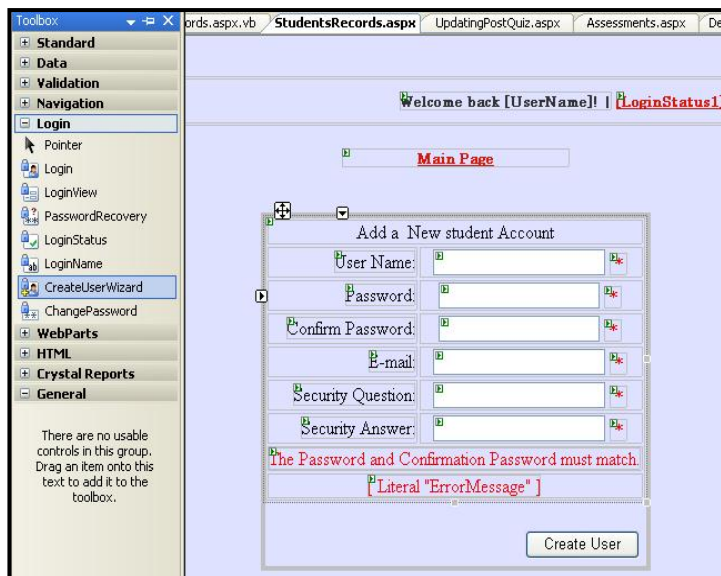 Toolbox
ords.aspx.vb StudentsRecords.aspx UpdatingPostQuiz.aspx Assessments.aspx De
Standard
Data
Validation
Navigation
Login
Pointer
Login
LoginView
PasswordRecovery
LoginStatus
LoginName
CreateUserWizard
ChangePassword
WebParts
HTML
Crystal Reports
General
There are no usable
controls in this group.
Drag an item onto this
text to add it to the
toolbox.
Welcome back [UserName]! | [LoginStatus1]
Main Page
Add a New student Account
User Name: *
Password: *
Confirm Password: *
E-mail: *
Security Question: *
Security Answer: *
The Password and Confirmation Password must match.
[ Literal "ErrorMessage" ]
Create User